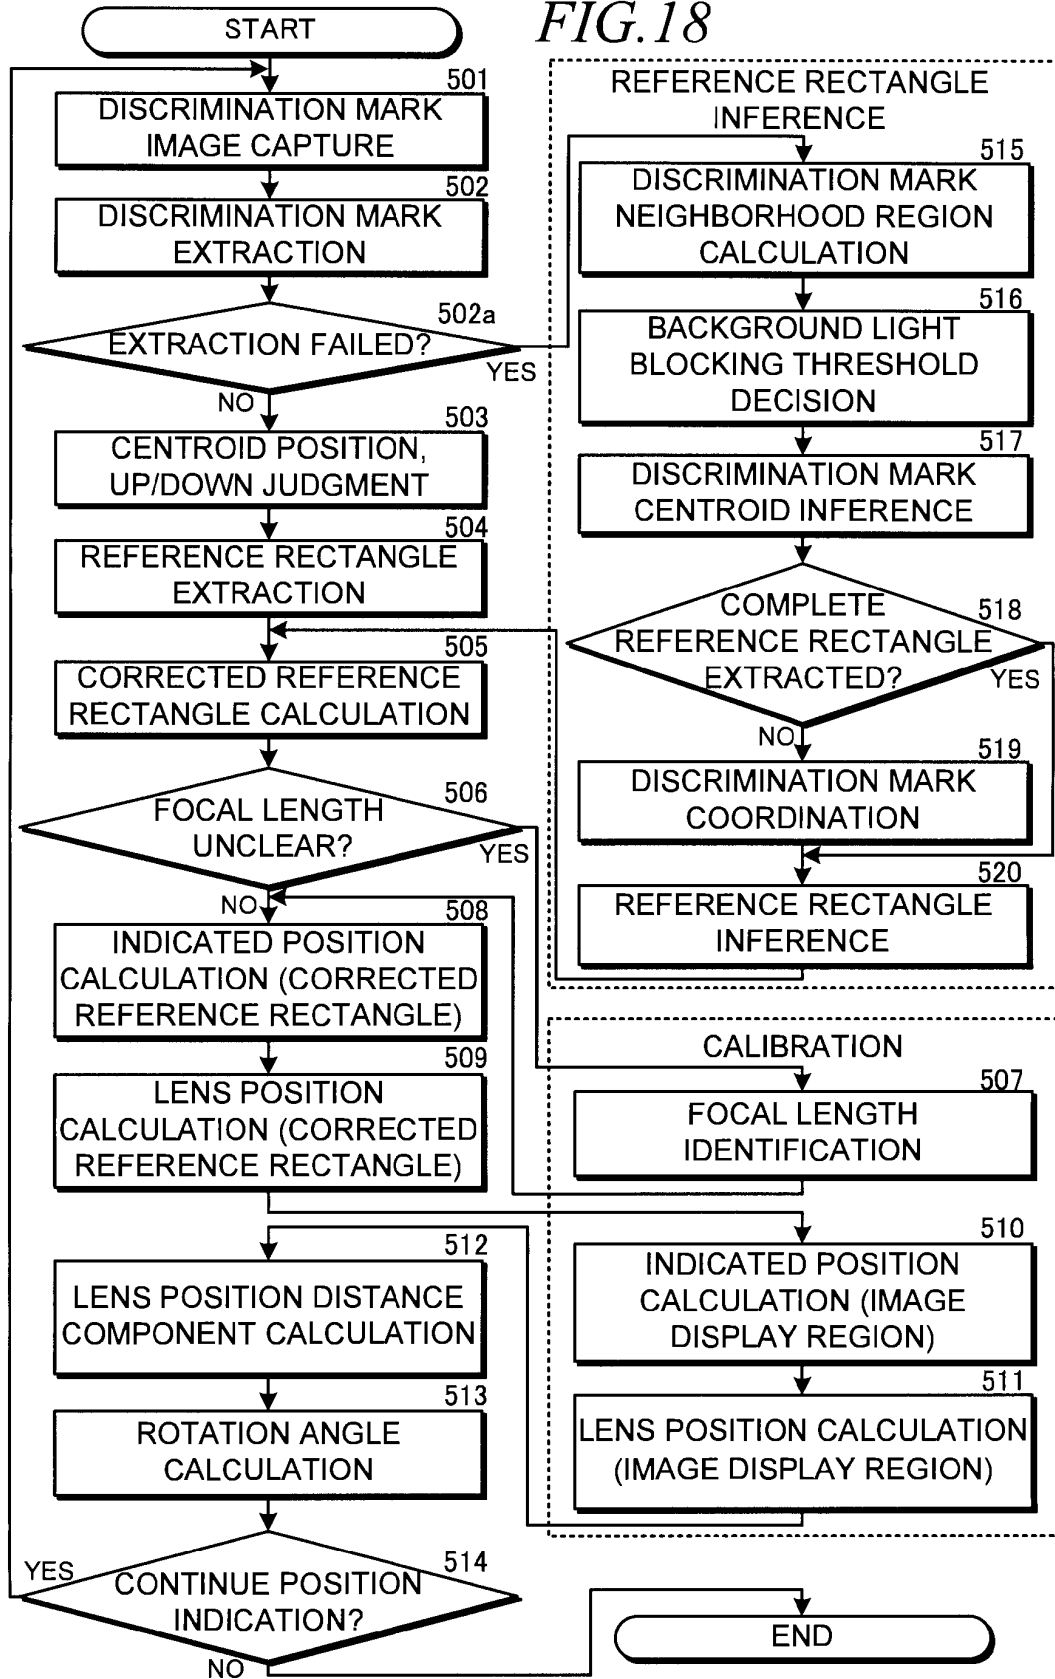 FIG.18
START
501
DISCRIMINATION MARK
IMAGE CAPTURE
502
DISCRIMINATION MARK
EXTRACTION
502a
EXTRACTION FAILED?
YES
NO
503
CENTROID POSITION,
UP/DOWN JUDGMENT
504
REFERENCE RECTANGLE
EXTRACTION
505
CORRECTED REFERENCE
RECTANGLE CALCULATION
506
FOCAL LENGTH
UNCLEAR?
YES
NO
508
INDICATED POSITION
CALCULATION (CORRECTED
REFERENCE RECTANGLE)
509
LENS POSITION
CALCULATION (CORRECTED
REFERENCE RECTANGLE)
512
LENS POSITION DISTANCE
COMPONENT CALCULATION
513
ROTATION ANGLE
CALCULATION
514
YES
CONTINUE POSITION
INDICATION?
NO
REFERENCE RECTANGLE
INFERENCE
515
DISCRIMINATION MARK
NEIGHBORHOOD REGION
CALCULATION
516
BACKGROUND LIGHT
BLOCKING THRESHOLD
DECISION
517
DISCRIMINATION MARK
CENTROID INFERENCE
518
COMPLETE
REFERENCE RECTANGLE
EXTRACTED?
YES
NO
519
DISCRIMINATION MARK
COORDINATION
520
REFERENCE RECTANGLE
INFERENCE
CALIBRATION
507
FOCAL LENGTH
IDENTIFICATION
510
INDICATED POSITION
CALCULATION (IMAGE
DISPLAY REGION)
511
LENS POSITION CALCULATION
(IMAGE DISPLAY REGION)
END